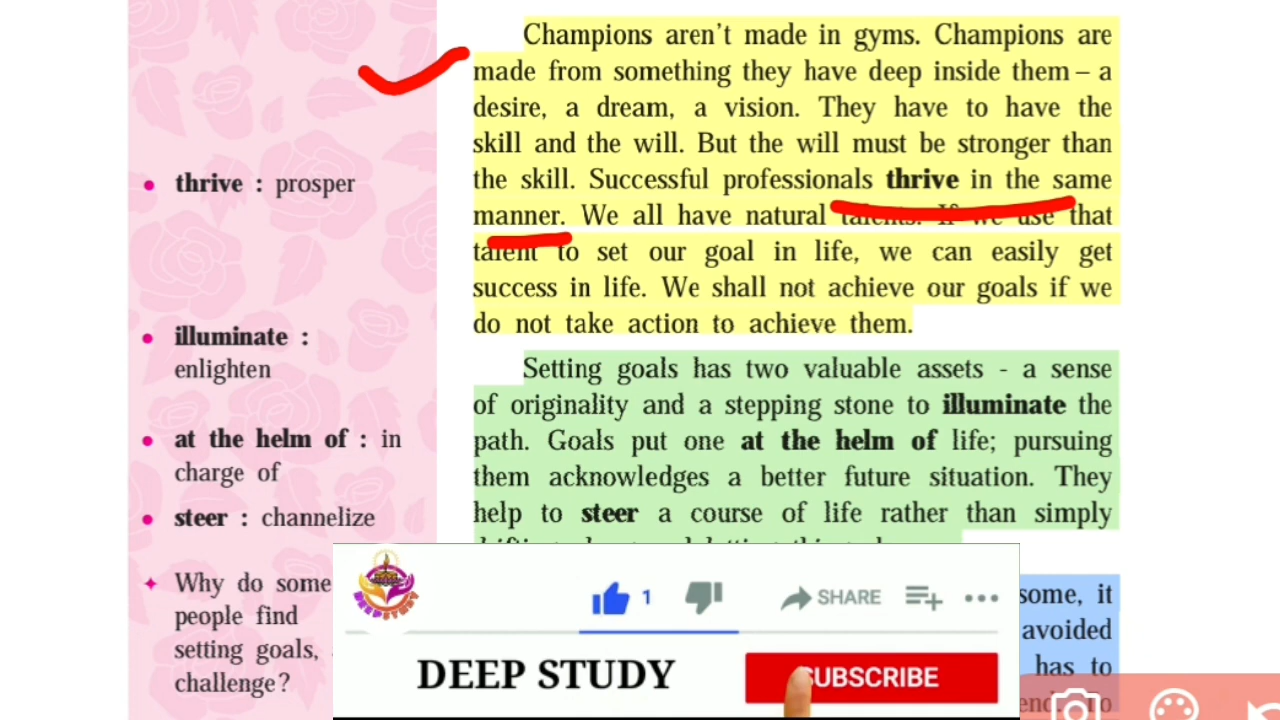 Champions aren't made in gyms. Champions are
made from something they have deep inside them – a
desire, a dream, a vision. They have to have the
skill and the will. But the will must be stronger than
the skill. Successful professionals thrive in the same
manner. We all have natural talents. If we use that
talent to set our goal in life, we can easily get
success in life. We shall not achieve our goals if we
do not take action to achieve them.
Setting goals has two valuable assets - a sense
of originality and a stepping stone to illuminate the
path. Goals put one at the helm of life; pursuing
them acknowledges a better future situation. They
help to steer a course of life rather than simply
some, it
avoided
has to
• thrive : prosper
• illuminate :
enlighten
• at the helm of : in
charge of
• steer : channelize
Why do some
people find
setting goals,
challenge?
DEEPSTUDY
1
SHARE
DEEP STUDY
SUBSCRIBE